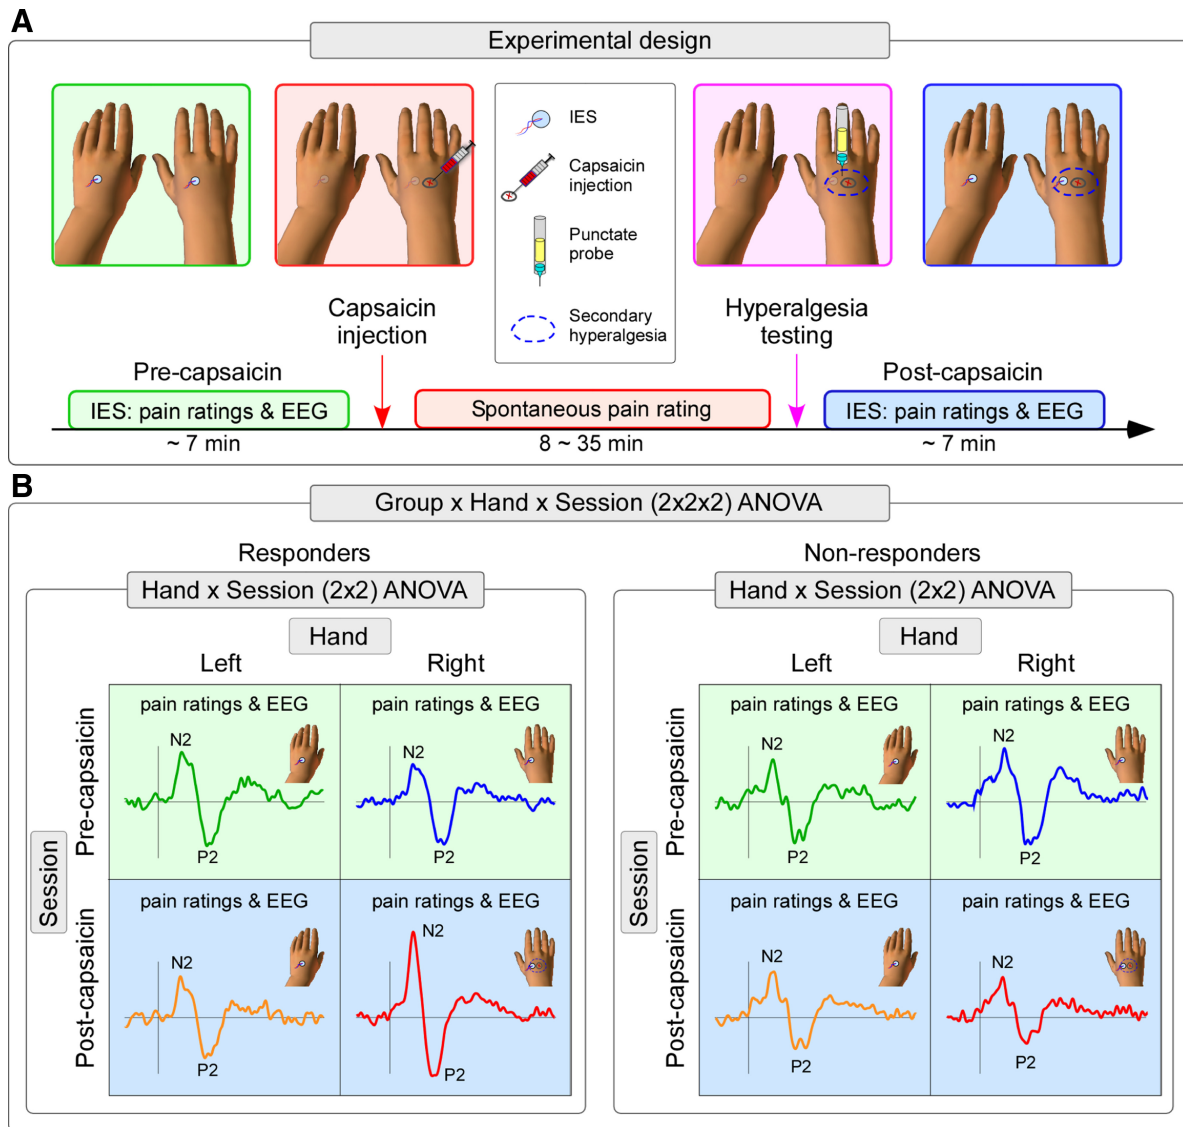 A
Experimental design
IES
Capsaicin
injection
Punctate
probe
Secondary
hyperalgesia
Capsaicin
injection
Hyperalgesia
testing
Pre-capsaicin
Post-capsaicin
IES: pain ratings & EEG
Spontaneous pain rating
IES: pain ratings & EEG
~ 7 min
8 ~ 35 min
~ 7 min
B
Group x Hand x Session (2x2x2) ANOVA
Responders
Hand x Session (2x2) ANOVA
Hand
Left
Right
Session
Pre-capsaicin
pain ratings & EEG
N2
P2
pain ratings & EEG
N2
P2
Post-capsaicin
pain ratings & EEG
N2
P2
pain ratings & EEG
N2
P2
Non-responders
Hand x Session (2x2) ANOVA
Hand
Left
Right
Session
Pre-capsaicin
pain ratings & EEG
N2
P2
pain ratings & EEG
N2
P2
Post-capsaicin
pain ratings & EEG
N2
P2
pain ratings & EEG
N2
P2